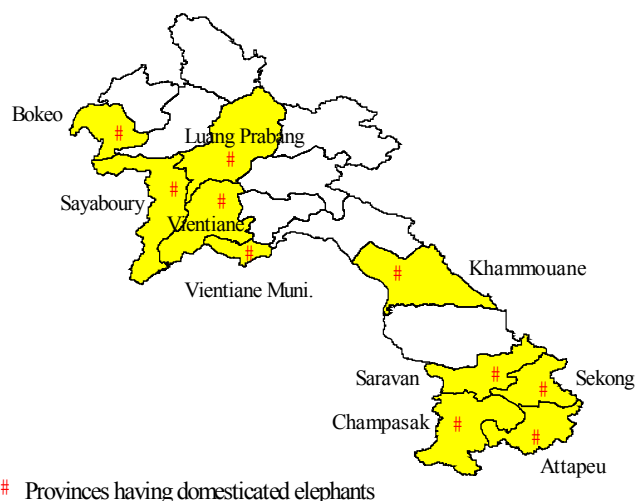 Bokeo
#
Luang Prabang
#
#
Sayaboury
#
Vientiane
#
Vientiane Muni.
#
Khammouane
Saravan
#
Sekong
#
Champasak
#
#
Attapeu
# Provinces having domesticated elephants